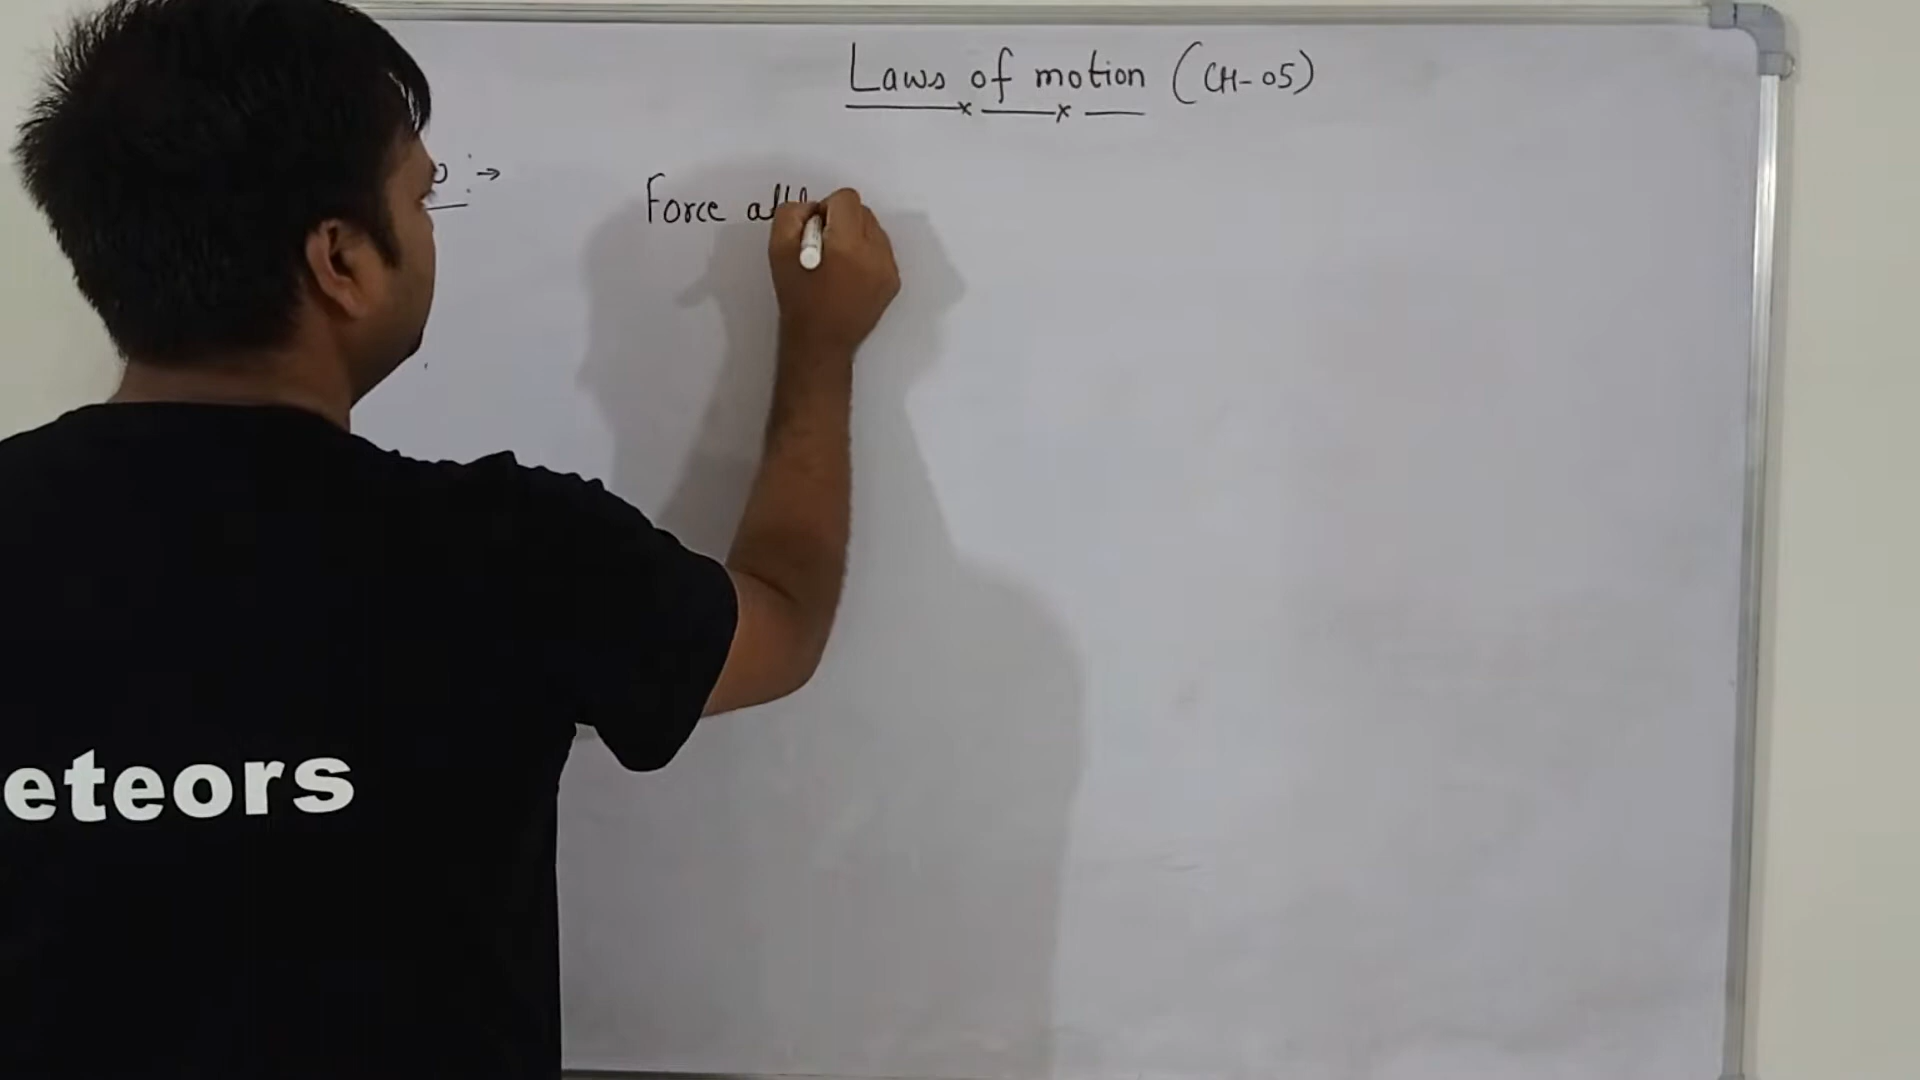 Laws of motion (CH-05)
:→
Force
eteors